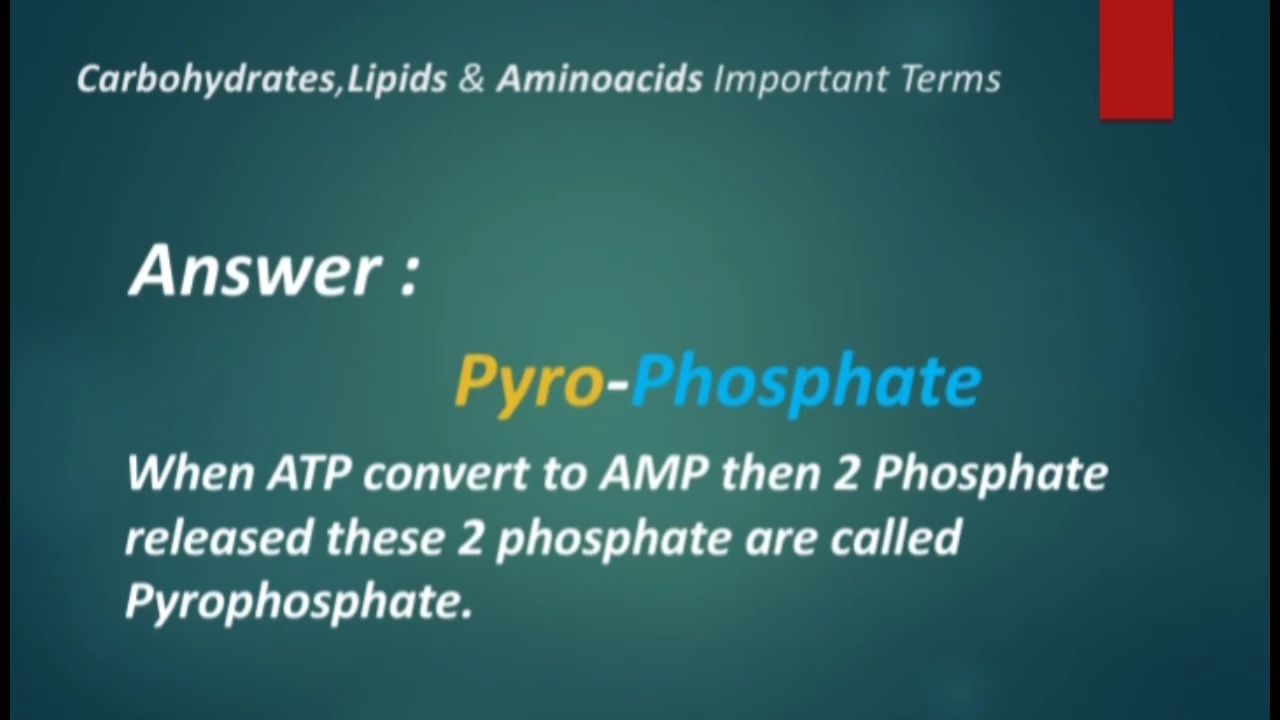 Carbohydrates,Lipids & Aminoacids Important Terms
Answer :
Pyro-Phosphate
When ATP convert to AMP then 2 Phosphate
released these 2 phosphate are called
Pyrophosphate.